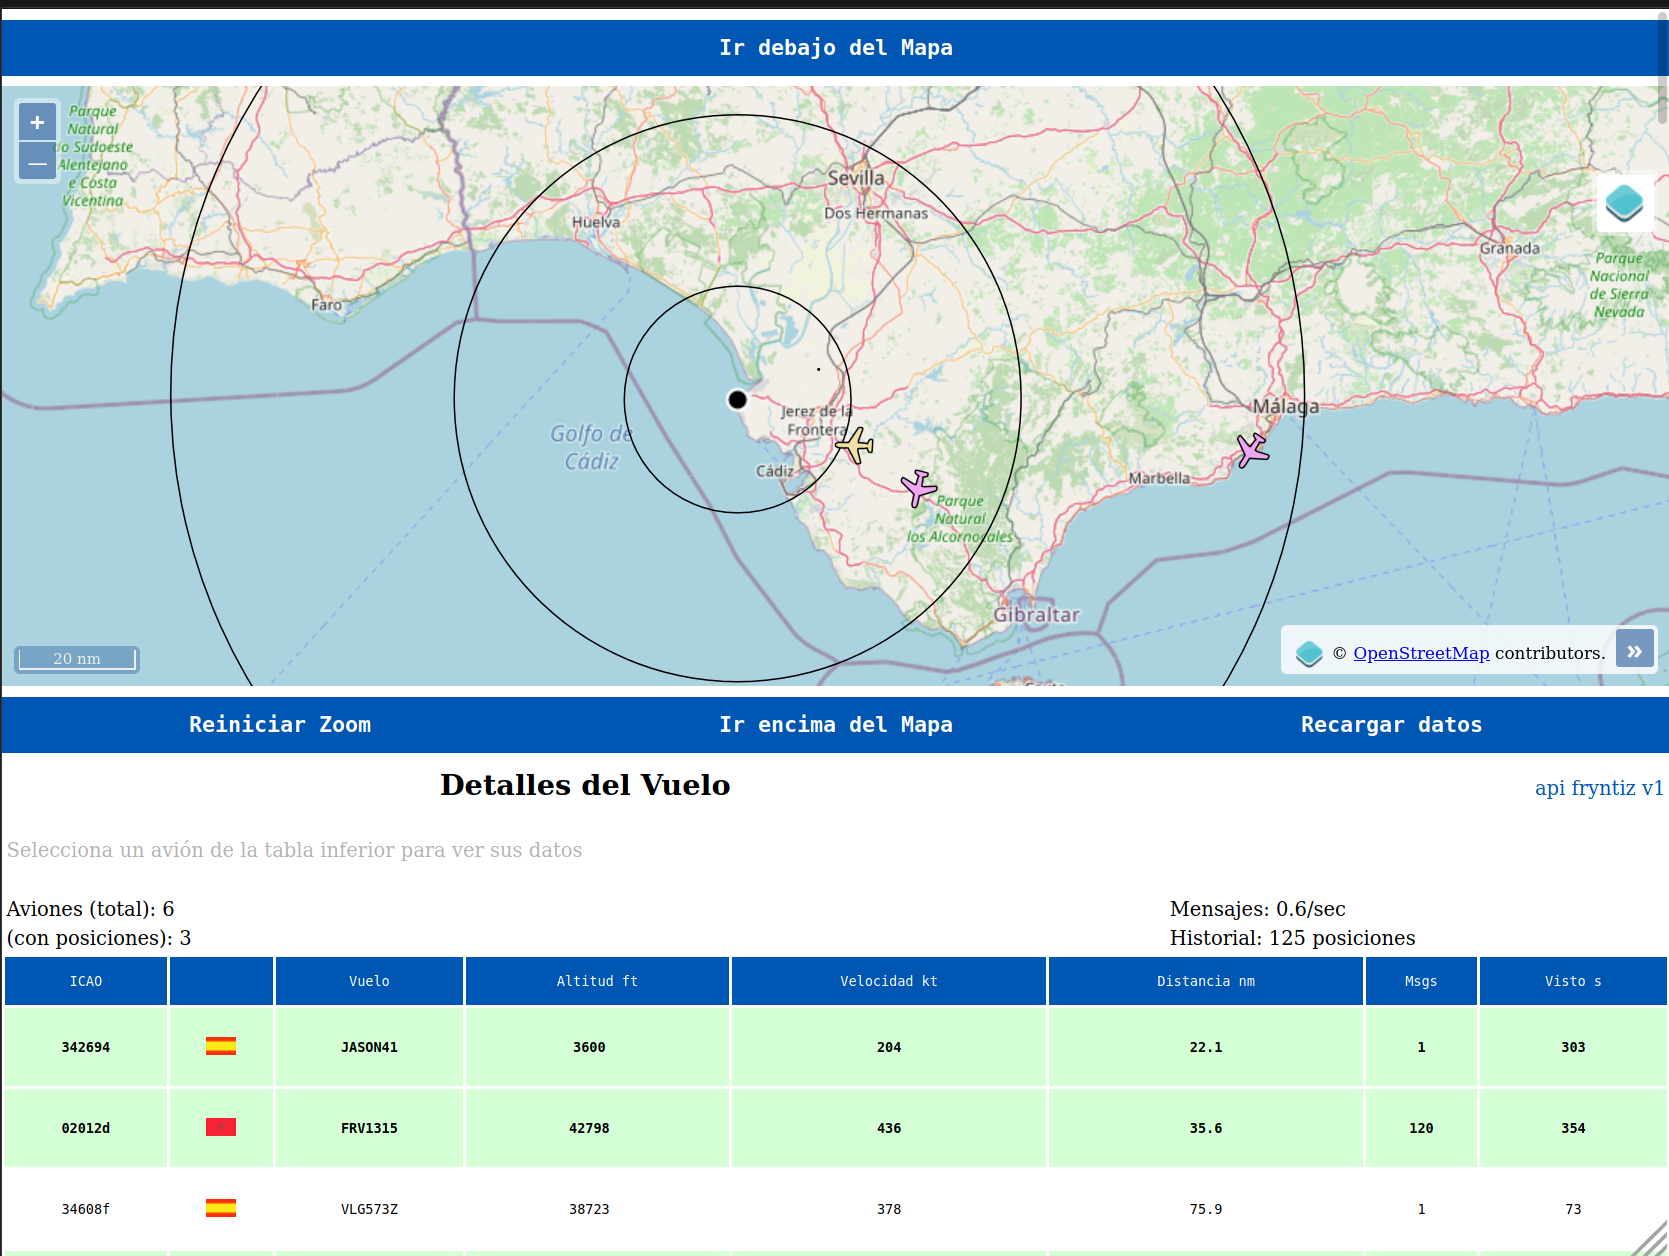 Ir debajo del Mapa
+
–
Parque
Natural
do Sudoeste
Alentejano
e Costa
Vicentina
Sevilla
Dos Hermanas
Huelva
Granada
Parque
Nacional
de Sierra
Nevada
Faro
Málaga
Jerez de la
Frontera
Golfo de
Cádiz
Cádiz
Marbella
Parque
Natural
los Alcornocales
Gibraltar
20 nm
© OpenStreetMap contributors.
»
Reiniciar Zoom
Ir encima del Mapa
Recargar datos
Detalles del Vuelo
api fryntiz v1
Selecciona un avión de la tabla inferior para ver sus datos
Aviones (total): 6
Mensajes: 0.6/sec
(con posiciones): 3
Historial: 125 posiciones
ICAO Vuelo Altitud ft Velocidad kt Distancia nm Msgs Visto s
342694 JASON41 3600 204 22.1 1 303
02012d FRV1315 42798 436 35.6 120 354
34608f VLG573Z 38723 378 75.9 1 73